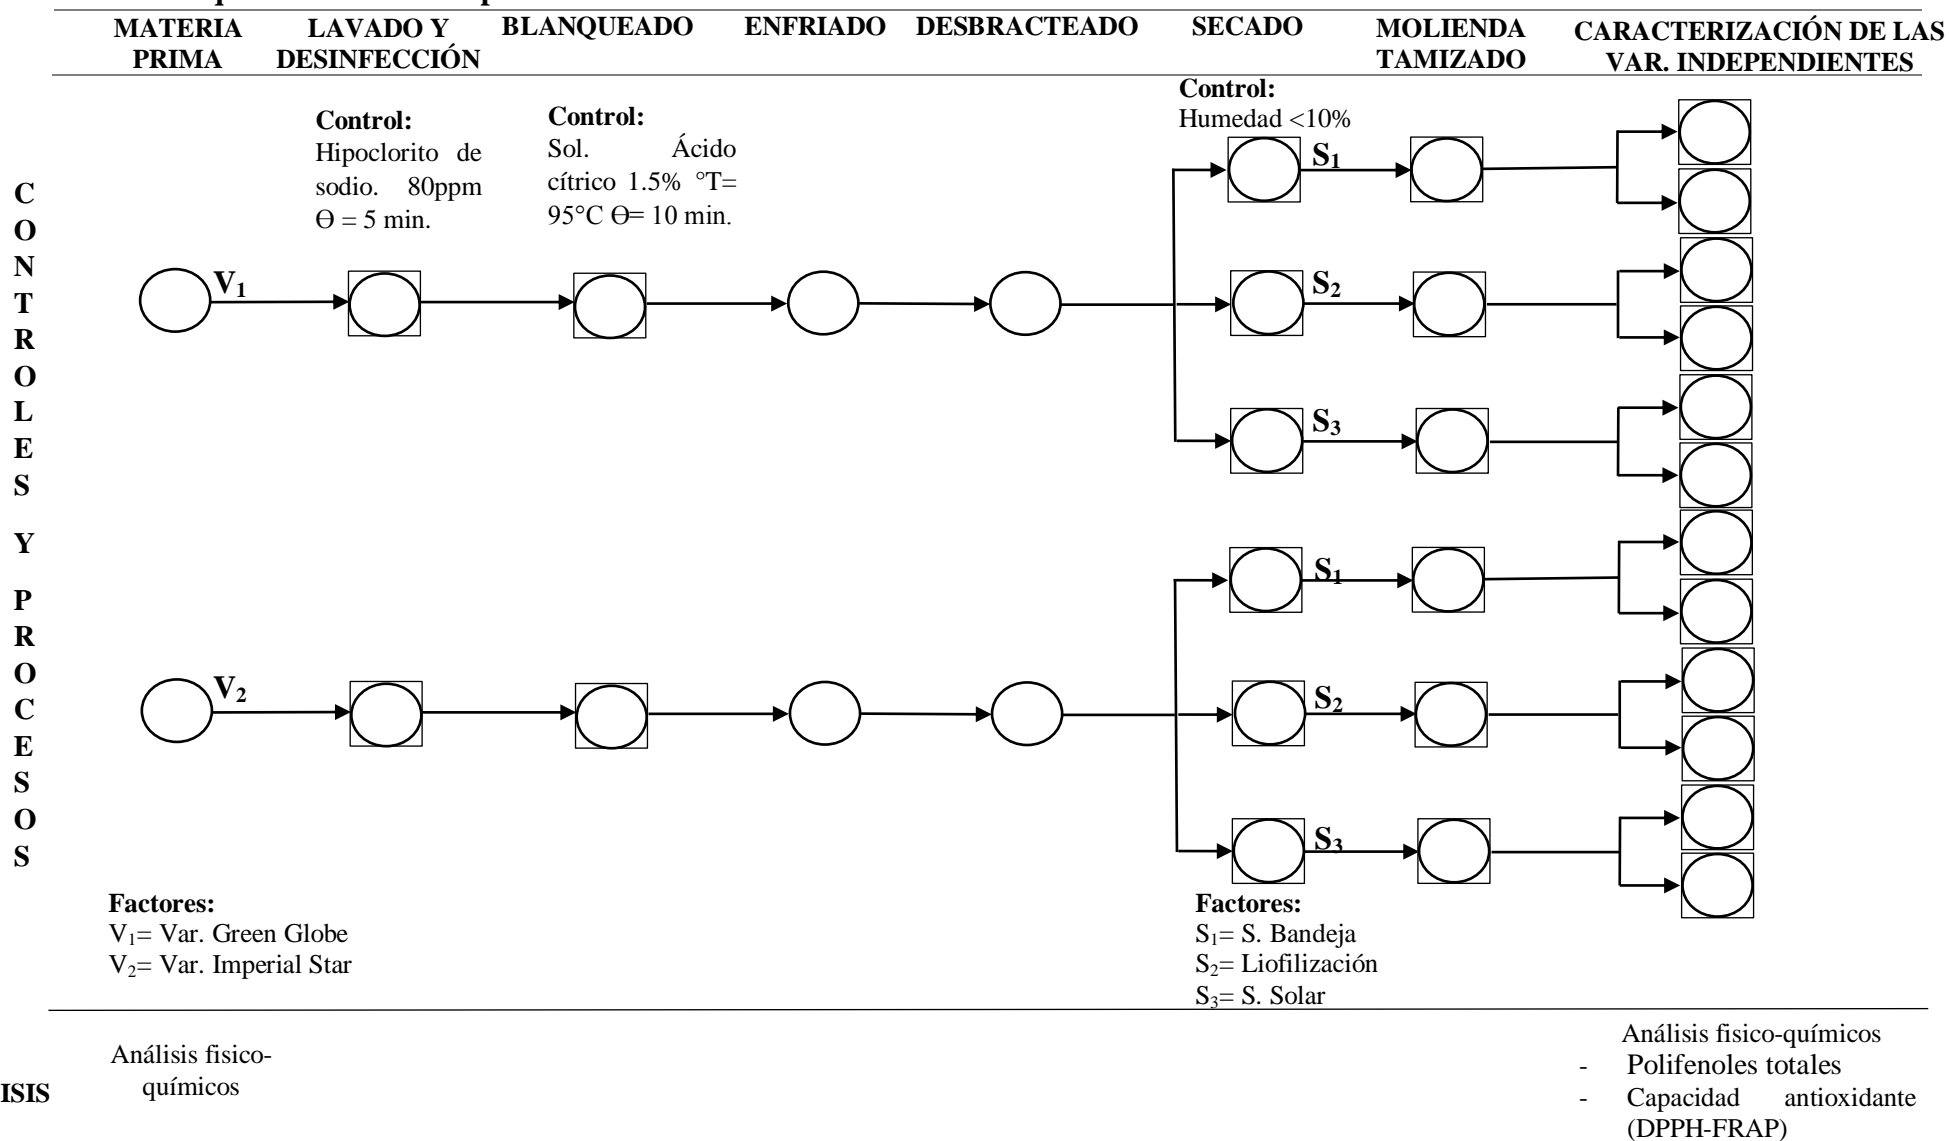 MATERIA PRIMA
LAVADO Y DESINFECCIÓN
BLANQUEADO
ENFRIADO
DESBRACTEADO
SECADO
MOLIENDA TAMIZADO
CARACTERIZACIÓN DE LAS VAR. INDEPENDIENTES
CONTROLES Y PROCESOS
Control:
Hipoclorito de
sodio. 80ppm
Ө = 5 min.
Control:
Sol. Ácido
cítrico 1.5% °T=
95°C Ө= 10 min.
Control:
Humedad <10%
V1
S1
S2
S3
V2
S1
S2
S3
Factores:
V1= Var. Green Globe
V2= Var. Imperial Star
Factores:
S1= S. Bandeja
S2= Liofilización
S3= S. Solar
ISIS
Análisis fisico-
químicos
Análisis fisico-químicos
- Polifenoles totales
- Capacidad antioxidante
(DPPH-FRAP)